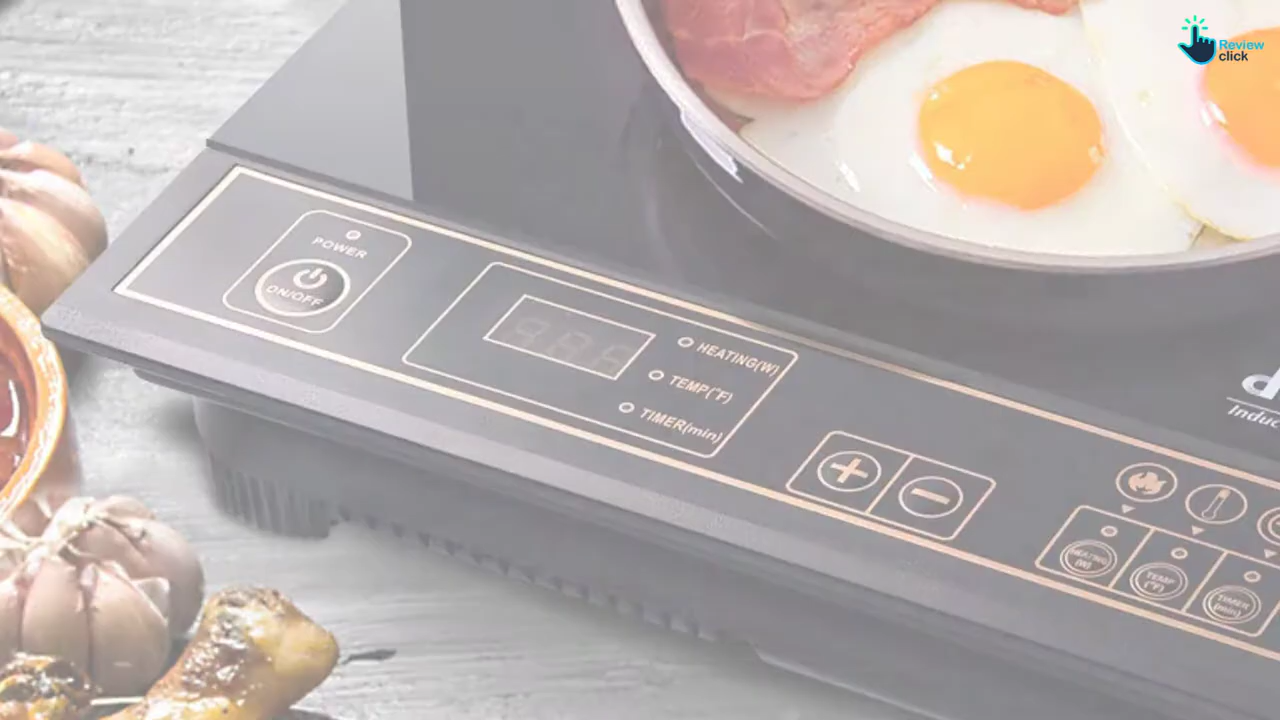 Review
click
POWER
ON/OFF
HEATING(W)
TEMP(°F)
TIMER(min)
HEATING
(W)
TEMP
(°F)
TIMER
(min)